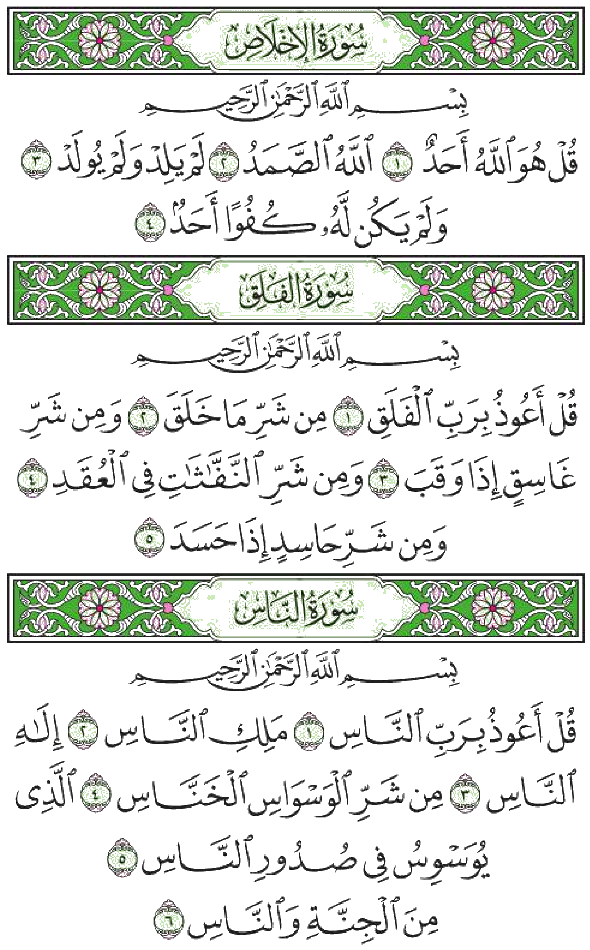 سُورَةُ الإِخْلَاصِ
بِسْمِ ٱللَّهِ ٱلرَّحْمَٰنِ ٱلرَّحِيمِ
قُلْ هُوَ ٱللَّهُ أَحَدٌ ١ ٱللَّهُ ٱلصَّمَدُ ٢ لَمْ يَلِدْ وَلَمْ يُولَدْ ٣
وَلَمْ يَكُن لَّهُۥ كُفُوًا أَحَدٌۢ ٤
سُورَةُ الفَلَقِ
بِسْمِ ٱللَّهِ ٱلرَّحْمَٰنِ ٱلرَّحِيمِ
قُلْ أَعُوذُ بِرَبِّ ٱلْفَلَقِ ١ مِن شَرِّ مَا خَلَقَ ٢ وَمِن شَرِّ
غَاسِقٍ إِذَا وَقَبَ ٣ وَمِن شَرِّ ٱلنَّفَّٰثَٰتِ فِى ٱلْعُقَدِ ٤
وَمِن شَرِّ حَاسِدٍ إِذَا حَسَدَ ٥
سُورَةُ النَّاسِ
بِسْمِ ٱللَّهِ ٱلرَّحْمَٰنِ ٱلرَّحِيمِ
قُلْ أَعُوذُ بِرَبِّ ٱلنَّاسِ ١ مَلِكِ ٱلنَّاسِ ٢ إِلَٰهِ
ٱلنَّاسِ ٣ مِن شَرِّ ٱلْوَسْوَاسِ ٱلْخَنَّاسِ ٤ ٱلَّذِى
يُوَسْوِسُ فِى صُدُورِ ٱلنَّاسِ ٥
مِنَ ٱلْجِنَّةِ وَٱلنَّاسِ ٦